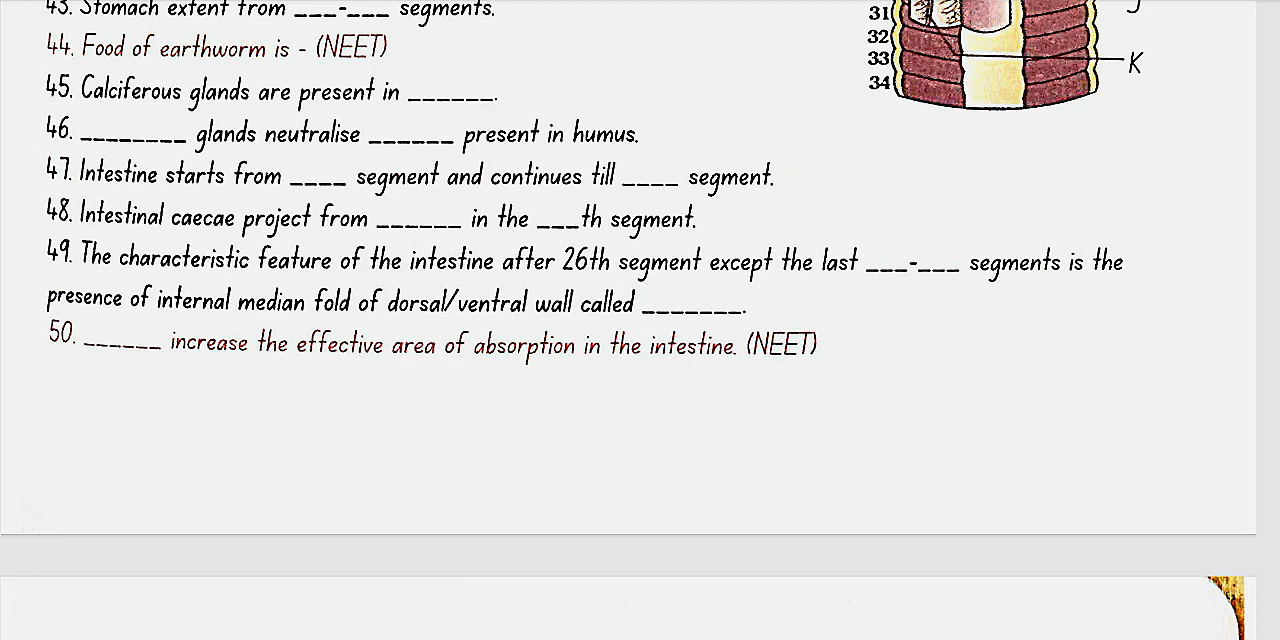 43. Stomach extent from ___-___ segments.
44. Food of earthworm is - (NEET)
45. Calciferous glands are present in ______.
46. ________ glands neutralise ______ present in humus.
47. Intestine starts from ____ segment and continues till ____ segment.
48. Intestinal caecae project from ______ in the ___th segment.
49. The characteristic feature of the intestine after 26th segment except the last ___-___ segments is the
presence of internal median fold of dorsal/ventral wall called _______.
50. ______ increase the effective area of absorption in the intestine. (NEET)
31
32
33
34
J
K